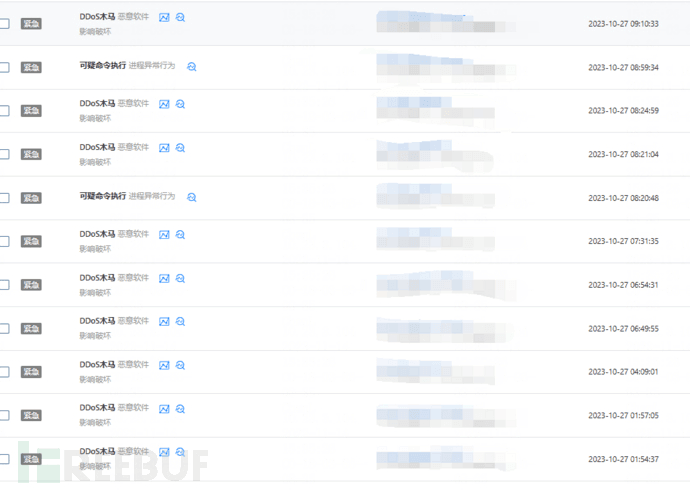 紧急 DDoS木马 恶意软件 2023-10-27 09:10:33
影响破坏
紧急 可疑命令执行 进程异常行为 2023-10-27 08:59:34
紧急 DDoS木马 恶意软件 2023-10-27 08:24:59
影响破坏
紧急 DDoS木马 恶意软件 2023-10-27 08:21:04
影响破坏
紧急 可疑命令执行 进程异常行为 2023-10-27 08:20:48
紧急 DDoS木马 恶意软件 2023-10-27 07:31:35
影响破坏
紧急 DDoS木马 恶意软件 2023-10-27 06:54:31
影响破坏
紧急 DDoS木马 恶意软件 2023-10-27 06:49:55
影响破坏
紧急 DDoS木马 恶意软件 2023-10-27 04:09:01
影响破坏
紧急 DDoS木马 恶意软件 2023-10-27 01:57:05
影响破坏
紧急 DDoS木马 恶意软件 2023-10-27 01:54:37
影响破坏
FREEBUF